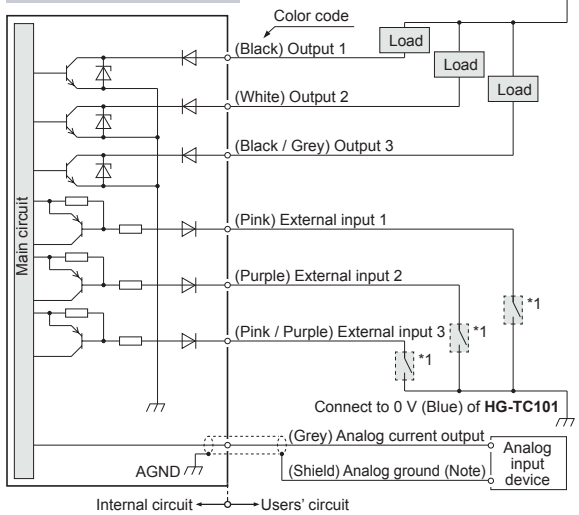 Color code
(Black) Output 1
Load
(White) Output 2
Load
(Black / Grey) Output 3
Load
Main circuit
(Pink) External input 1
*1
(Purple) External input 2
*1
(Pink / Purple) External input 3
*1
Connect to 0 V (Blue) of HG-TC101
(Grey) Analog current output
Analog
input
device
AGND
(Shield) Analog ground (Note)
Internal circuit
Users' circuit